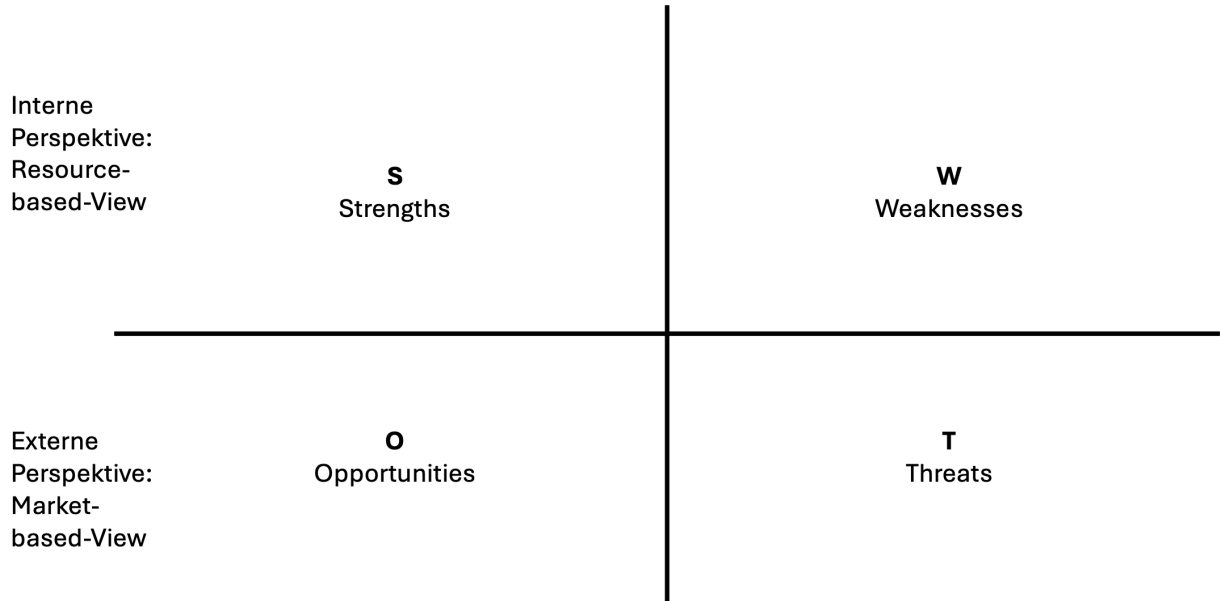 Interne
Perspektive:
Resource-
based-View
S
Strengths
W
Weaknesses
Externe
Perspektive:
Market-
based-View
O
Opportunities
T
Threats